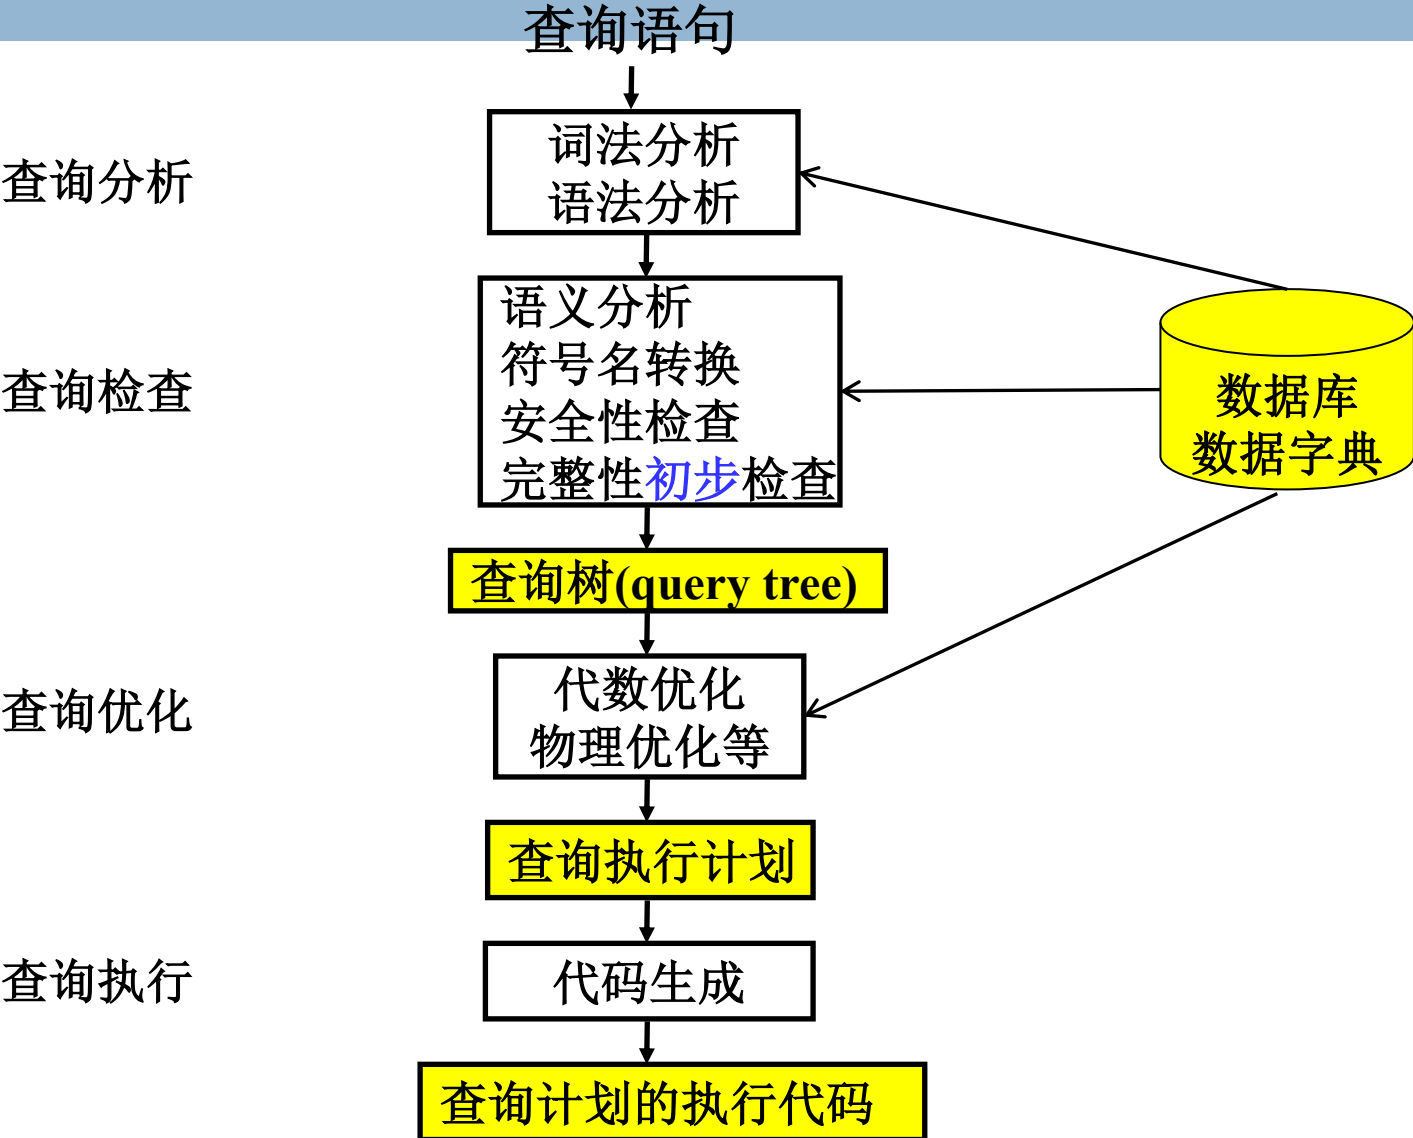 查询语句
查询分析
词法分析
语法分析
查询检查
语义分析
符号名转换
安全性检查
完整性初步检查
数据库
数据字典
查询树(query tree)
查询优化
代数优化
物理优化等
查询执行计划
查询执行
代码生成
查询计划的执行代码